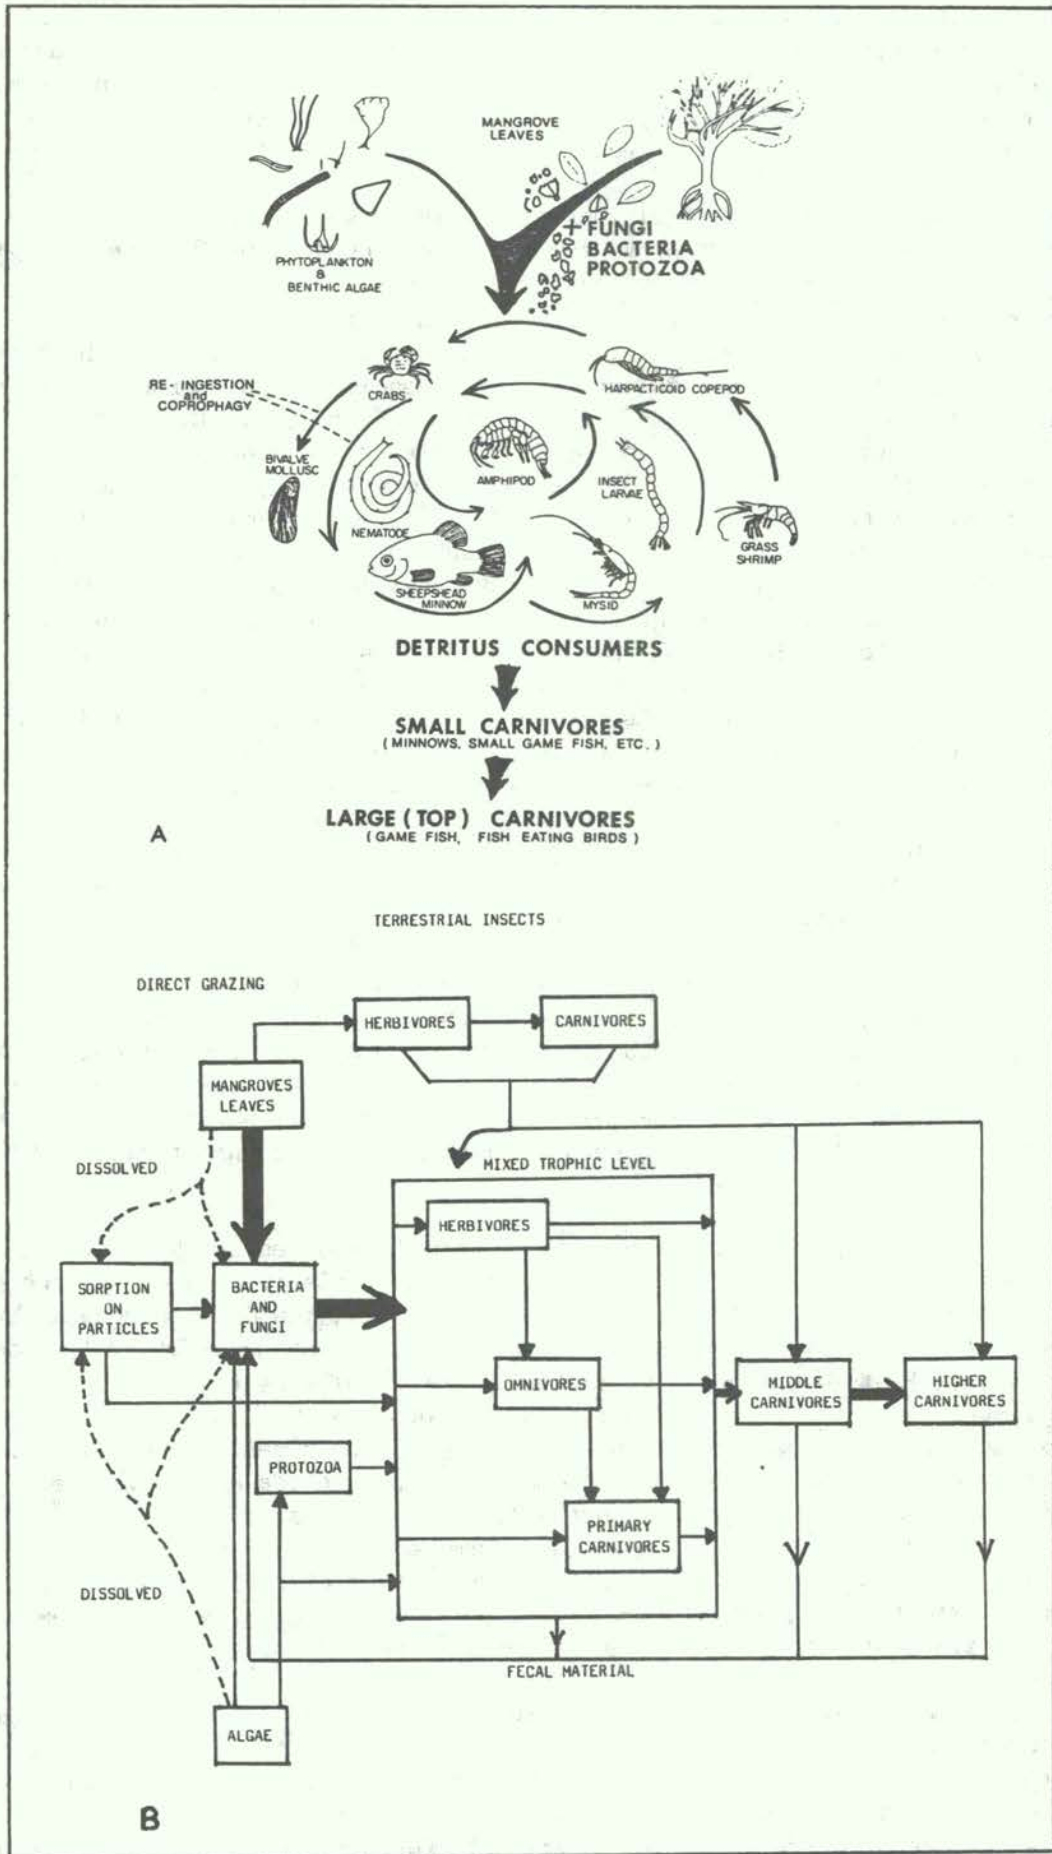 MANGROVE
LEAVES
+ FUNGI
BACTERIA
PROTOZOA
PHYTOPLANKTON
&
BENTHIC ALGAE
CRABS
HARPACTICOID COPEPOD
RE-INGESTION
and
COPROPHAGY
BIVALVE
MOLLUSC
AMPHIPOD
INSECT
LARVAE
NEMATODE
GRASS
SHRIMP
SHEEPSHEAD
MINNOW
MYSID
DETRITUS CONSUMERS
SMALL CARNIVORES
(MINNOWS, SMALL GAME FISH, ETC.)
LARGE (TOP) CARNIVORES
(GAME FISH, FISH EATING BIRDS)
A
TERRESTRIAL INSECTS
DIRECT GRAZING
HERBIVORES
CARNIVORES
MANGROVES
LEAVES
DISSOLVED
MIXED TROPHIC LEVEL
HERBIVORES
SORPTION
ON
PARTICLES
BACTERIA
AND
FUNGI
OMNIVORES
MIDDLE
CARNIVORES
HIGHER
CARNIVORES
PROTOZOA
PRIMARY
CARNIVORES
DISSOLVED
FECAL MATERIAL
ALGAE
B